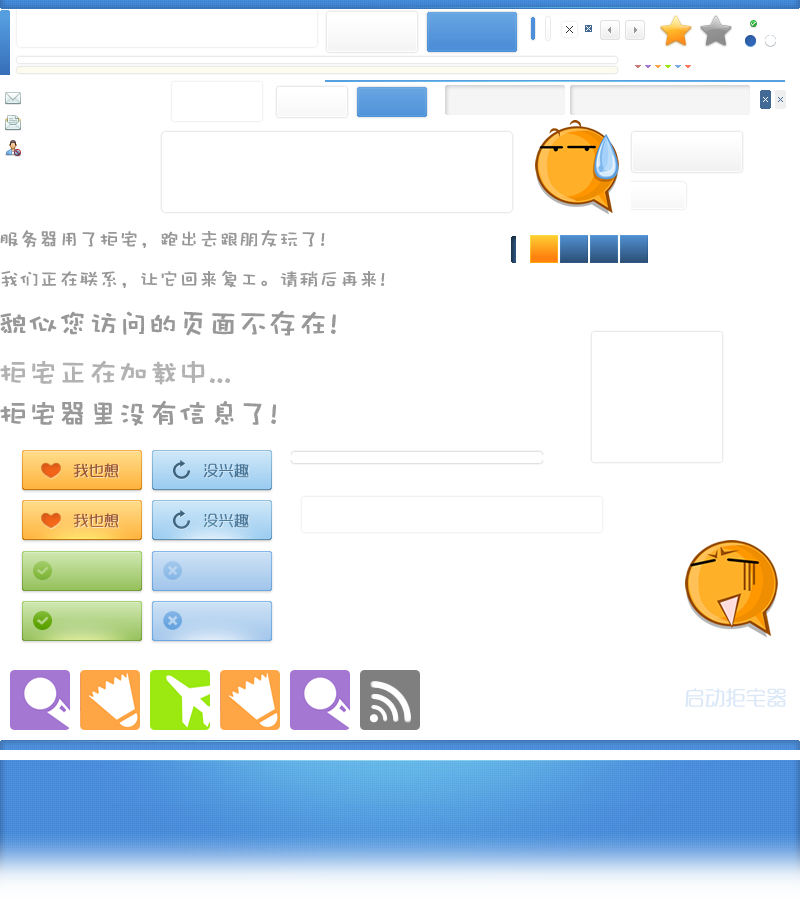 服务器用了拒宅，跑出去跟朋友玩了！
我们正在联系，让它回来复工。请稍后再来！
貌似您访问的页面不存在！
拒宅正在加载中...
拒宅器里没有信息了！
我也想
没兴趣
我也想
没兴趣
启动拒宅器